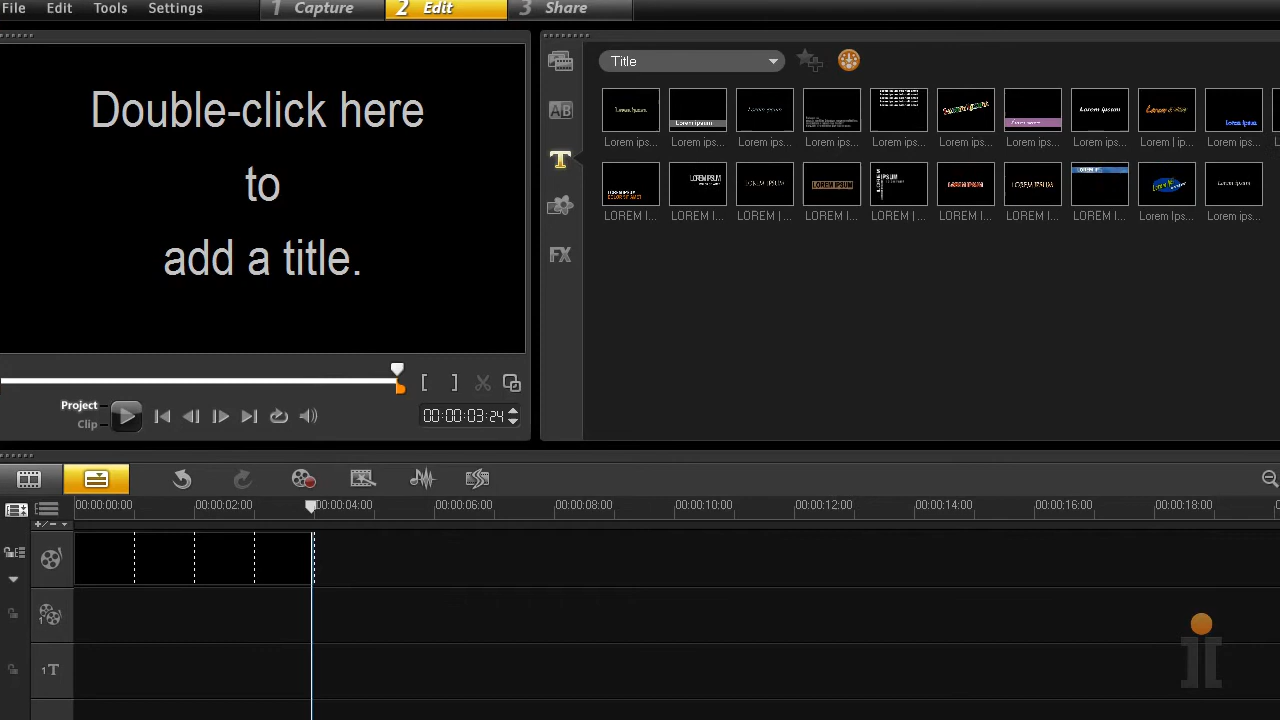 File Edit Tools Settings 1 Capture 2 Edit 3 Share
Double-click here
to
add a title.
Title
AB
T
FX
Lorem ips... Lorem ips... Lorem ips... Lorem ips... Lorem ips... Lorem ips... Lorem ips... Lorem ips... Lorem | ip... Lorem ips...
LOREM I... LOREM I... LOREM | ... LOREM I... LOREM | ... LOREM I... LOREM I... LOREM I... Lorem Ips... Lorem ips...
[ ]
Project
Clip
00:00:03:24
00:00:00:00 00:00:02:00 00:00:04:00 00:00:06:00 00:00:08:00 00:00:10:00 00:00:12:00 00:00:14:00 00:00:16:00 00:00:18:00
+/-
1
1T